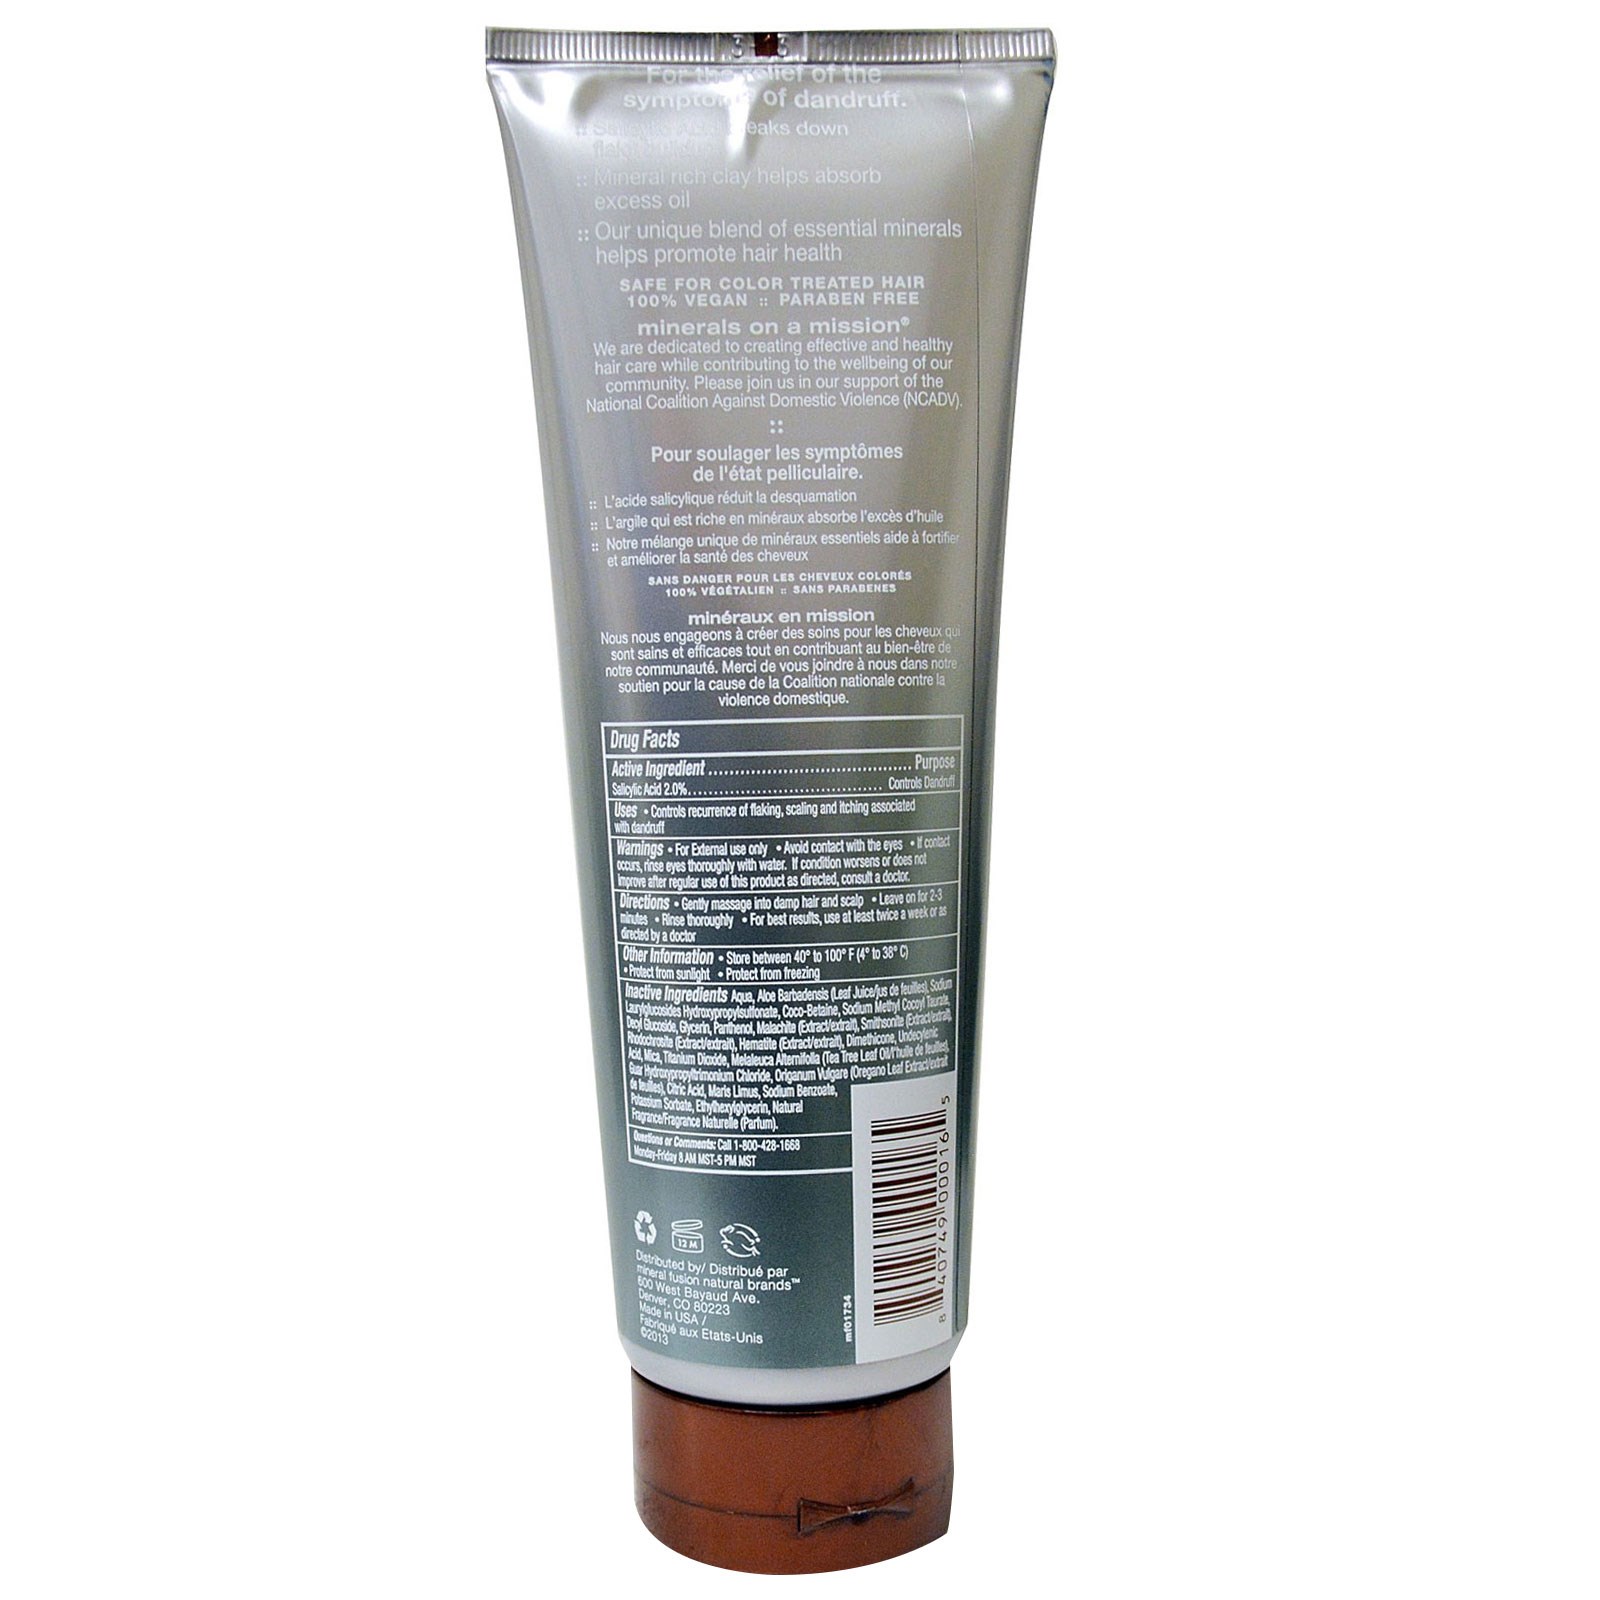 3 3
For the relief of the
symptoms of dandruff.
:: Salicylic Acid breaks down
:: Mineral rich clay helps absorb
excess oil
:: Our unique blend of essential minerals
helps promote hair health
SAFE FOR COLOR TREATED HAIR
100% VEGAN :: PARABEN FREE
minerals on a mission®
We are dedicated to creating effective and healthy
hair care while contributing to the wellbeing of our
community. Please join us in our support of the
National Coalition Against Domestic Violence (NCADV).
::
Pour soulager les symptômes
de l'état pelliculaire.
:: L'acide salicylique réduit la desquamation
:: L'argile qui est riche en minéraux absorbe l'excès d'huile
:: Notre mélange unique de minéraux essentiels aide à fortifier
et améliorer la santé des cheveux
SANS DANGER POUR LES CHEVEUX COLORÉS
100% VÉGÉTALIEN :: SANS PARABENES
minéraux en mission
Nous nous engageons à créer des soins pour les cheveux qui
sont sains et efficaces tout en contribuant au bien-être de
notre communauté. Merci de vous joindre à nous dans notre
soutien pour la cause de la Coalition nationale contre la
violence domestique.
Drug Facts
Active Ingredient ........................................ Purpose
Salicylic Acid 2.0%..................................... Controls Dandruff
Uses • Controls recurrence of flaking, scaling and itching associated
with dandruff
Warnings • For External use only • Avoid contact with the eyes • If contact
occurs, rinse eyes thoroughly with water. If condition worsens or does not
improve after regular use of this product as directed, consult a doctor.
Directions • Gently massage into damp hair and scalp • Leave on for 2-3
minutes • Rinse thoroughly • For best results, use at least twice a week or as
directed by a doctor
Other Information • Store between 40° to 100° F (4° to 38° C)
• Protect from sunlight • Protect from freezing
Inactive Ingredients Aqua, Aloe Barbadensis (Leaf Juice/jus de feuilles), Sodium
Laurylglucosides Hydroxypropylsulfonate, Coco-Betaine, Sodium Methyl Cocoyl Taurate,
Decyl Glucoside, Glycerin, Panthenol, Malachite (Extract/extrait), Smithsonite (Extract/extrait),
Rhodochrosite (Extract/extrait), Hematite (Extract/extrait), Dimethicone, Undecylenic
Acid, Mica, Titanium Dioxide, Melaleuca Alternifolia (Tea Tree Leaf Oil/l'huile de feuilles),
Guar Hydroxypropyltrimonium Chloride, Origanum Vulgare (Oregano Leaf Extract/extrait
de feuilles), Citric Acid, Maris Limus, Sodium Benzoate,
Potassium Sorbate, Ethylhexylglycerin, Natural
Fragrance/Fragrance Naturelle (Parfum).
Questions or Comments: Call 1-800-428-1668
Monday-Friday 8 AM MST-5 PM MST
12 M
Distributed by/ Distribué par
mineral fusion natural brands™
600 West Bayaud Ave.
Denver, CO 80223
Made in USA /
Fabriqué aux Etats-Unis
©2013
mf01734
8 40749 00016 5